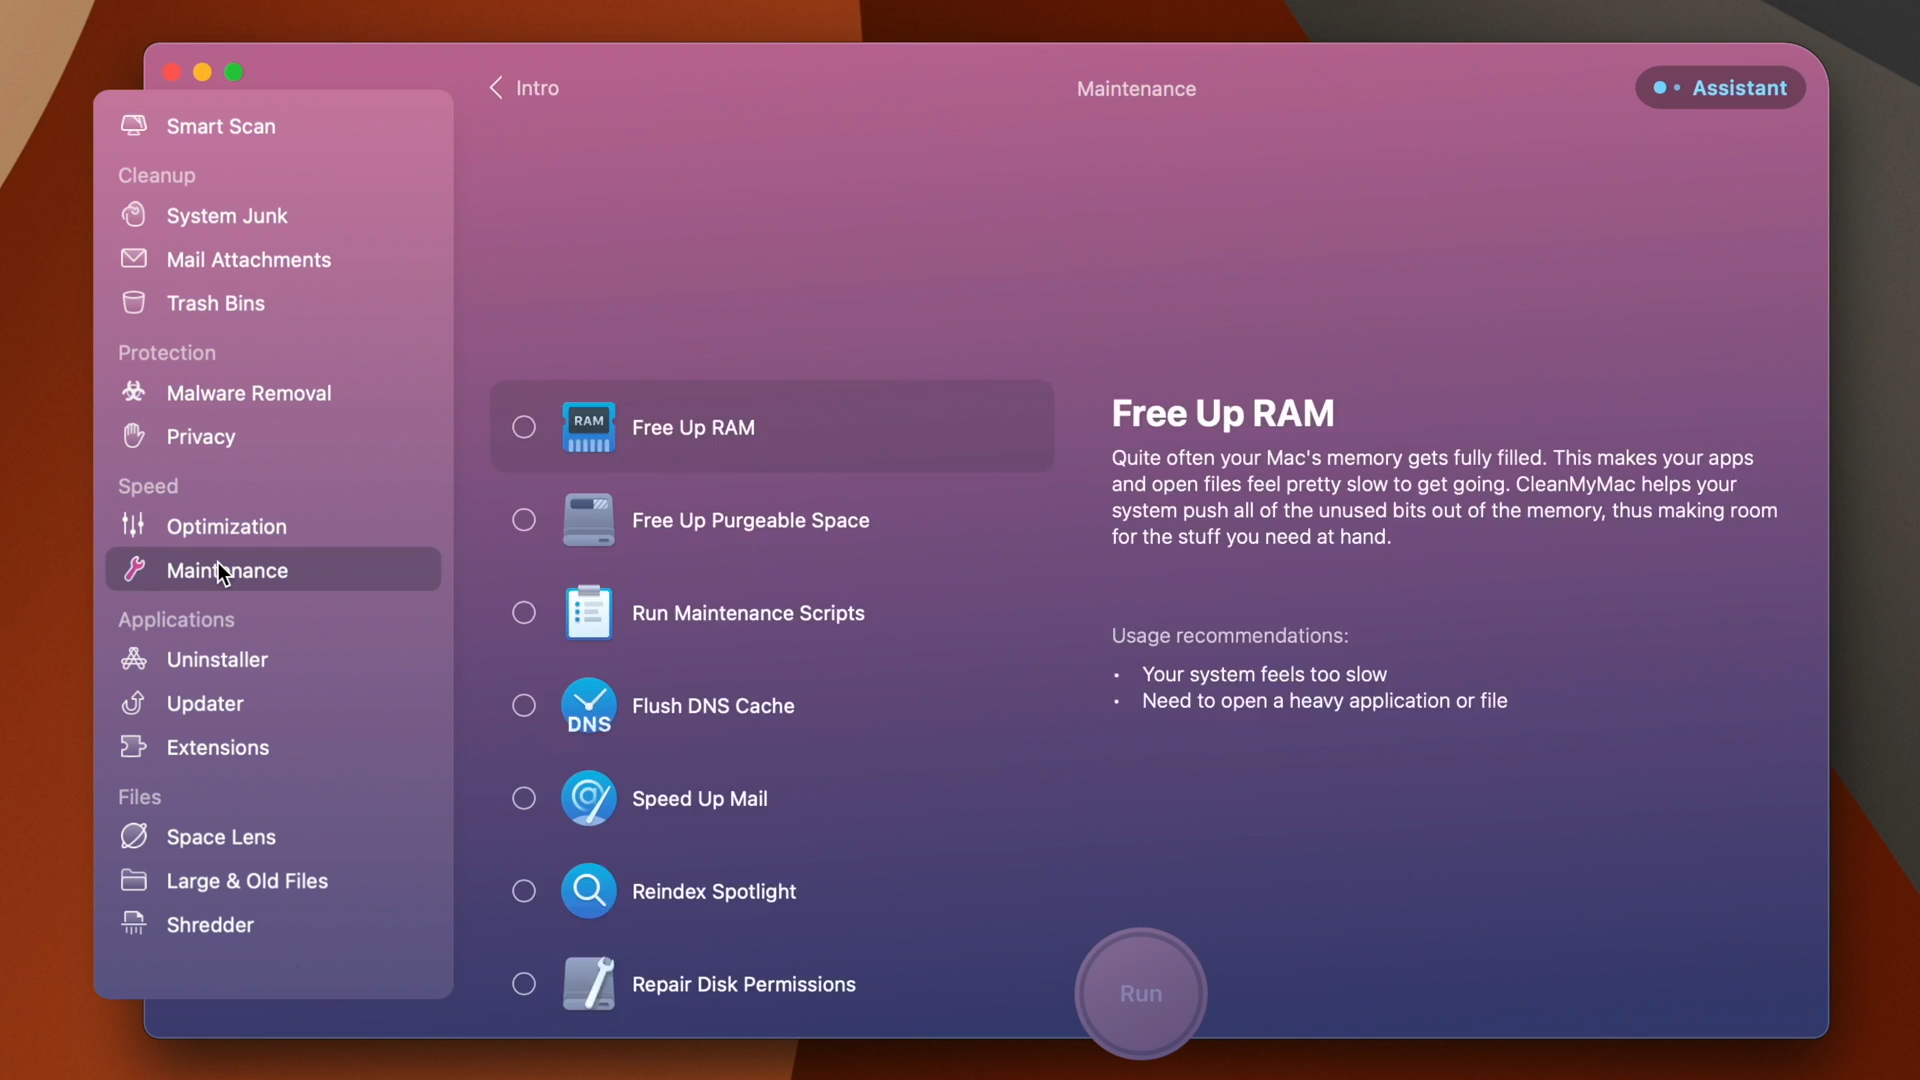 Intro
Maintenance
Assistant
Smart Scan
Cleanup
System Junk
Mail Attachments
Trash Bins
Protection
Malware Removal
Privacy
Speed
Optimization
Maintenance
Applications
Uninstaller
Updater
Extensions
Files
Space Lens
Large & Old Files
Shredder
RAM
Free Up RAM
Free Up Purgeable Space
Run Maintenance Scripts
DNS
Flush DNS Cache
Speed Up Mail
Reindex Spotlight
Repair Disk Permissions
Free Up RAM
Quite often your Mac's memory gets fully filled. This makes your apps
and open files feel pretty slow to get going. CleanMyMac helps your
system push all of the unused bits out of the memory, thus making room
for the stuff you need at hand.
Usage recommendations:
• Your system feels too slow
• Need to open a heavy application or file
Run